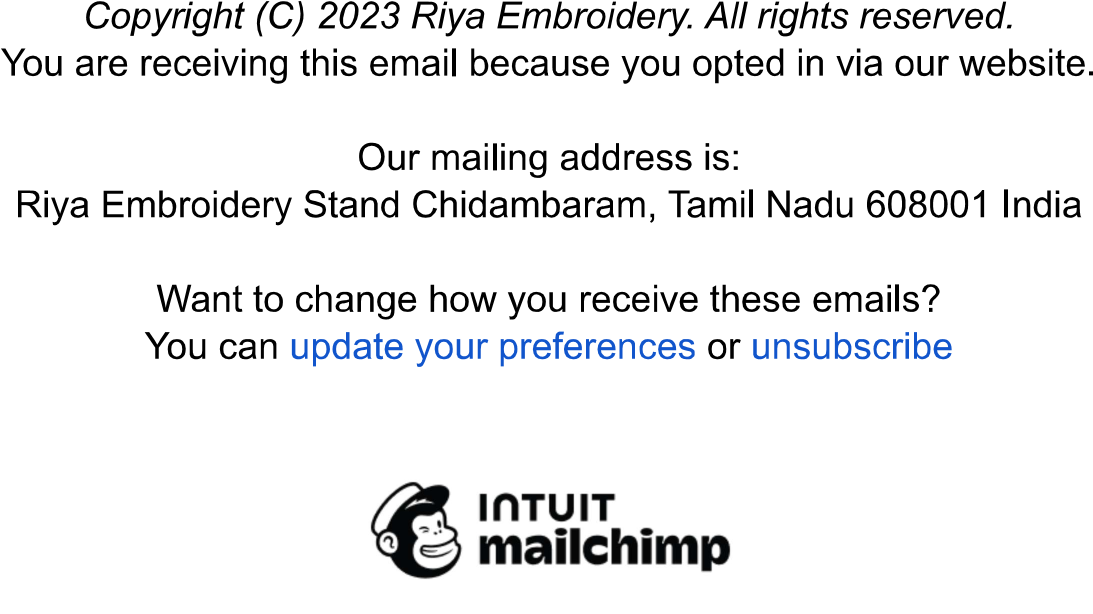 Copyright (C) 2023 Riya Embroidery. All rights reserved.
You are receiving this email because you opted in via our website.
Our mailing address is:
Riya Embroidery Stand Chidambaram, Tamil Nadu 608001 India
Want to change how you receive these emails?
You can update your preferences or unsubscribe
INTUIT
mailchimp